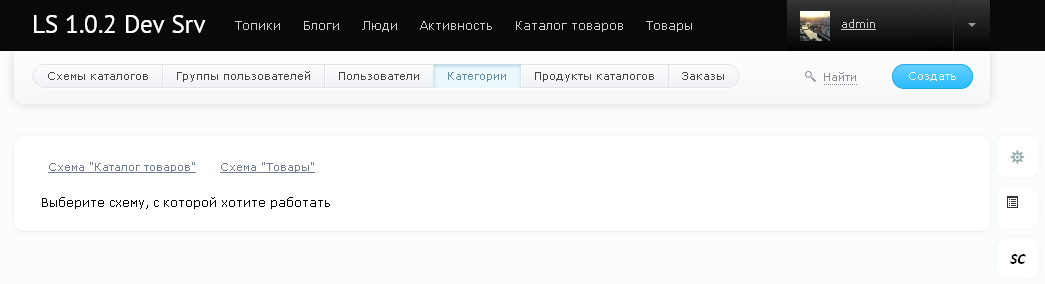 LS 1.0.2 Dev Srv Топики Блоги Люди Активность Каталог товаров Товары admin
Схемы каталогов Группы пользователей Пользователи Категории Продукты каталогов Заказы Найти Создать
Схема "Каталог товаров" Схема "Товары"
Выберите схему, с которой хотите работать
SC